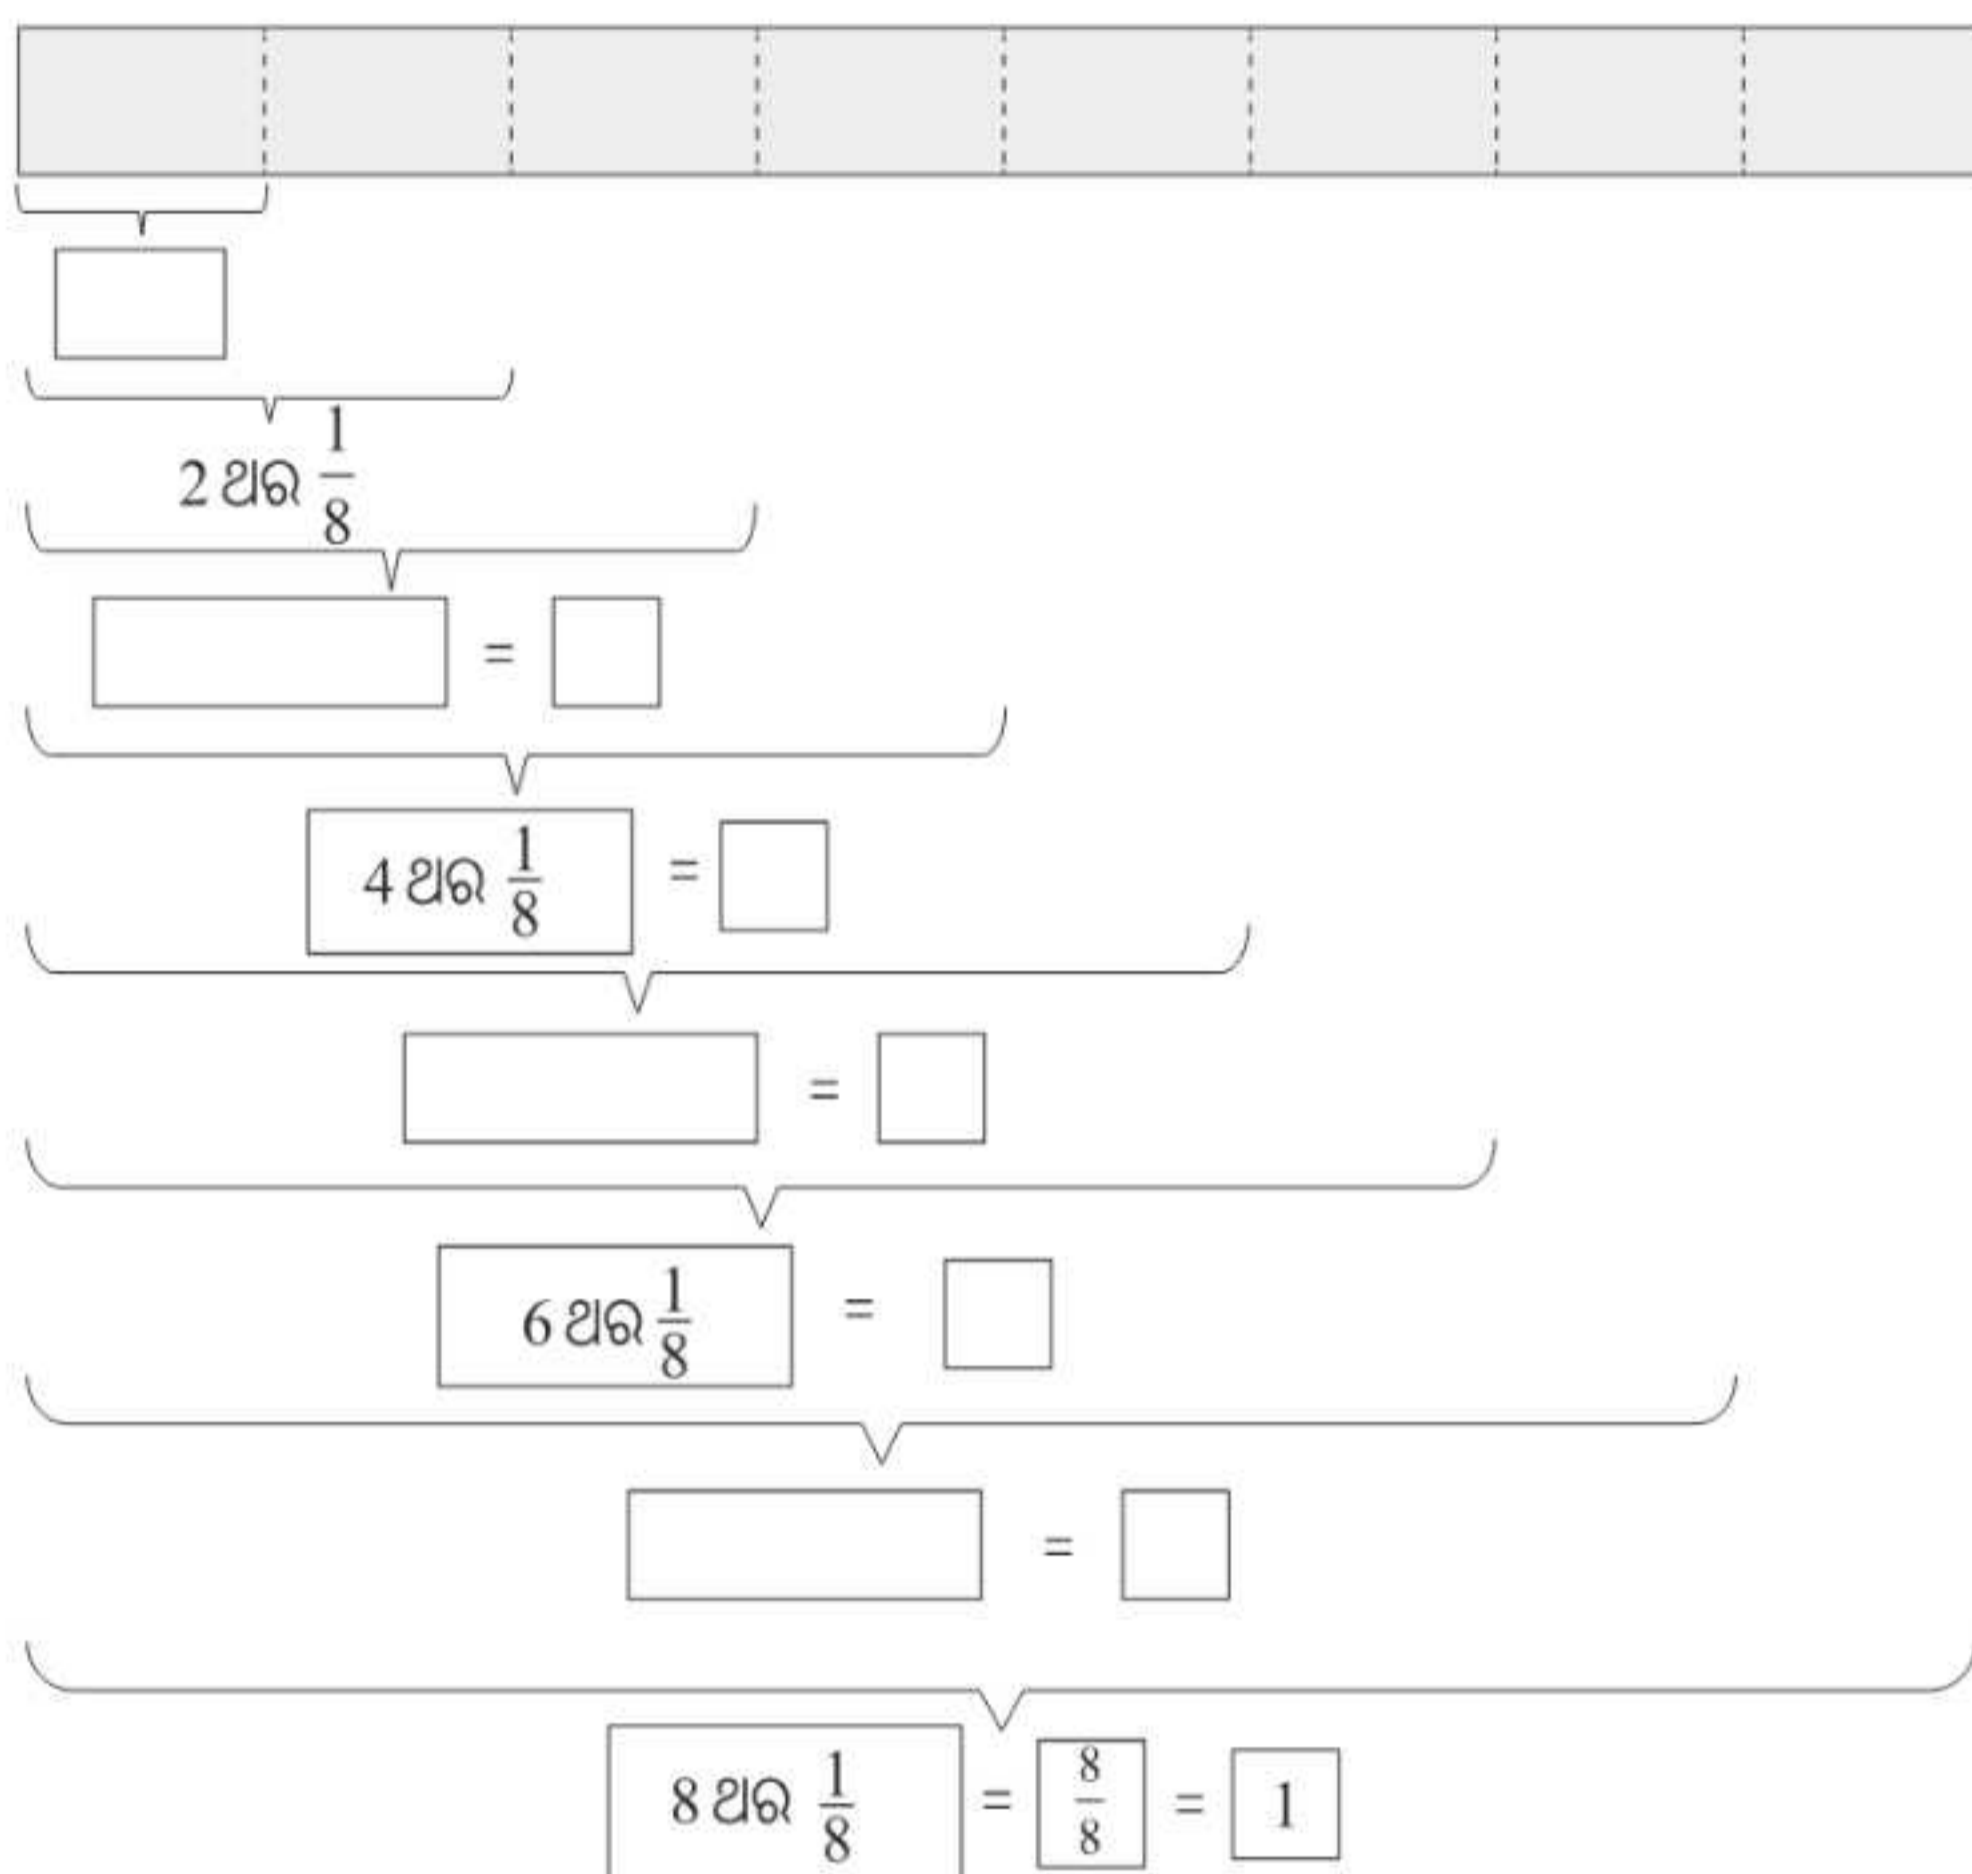 2 ଥର 1/8
=
4 ଥର 1/8 =
=
6 ଥର 1/8 =
=
8 ଥର 1/8 = 8/8 = 1